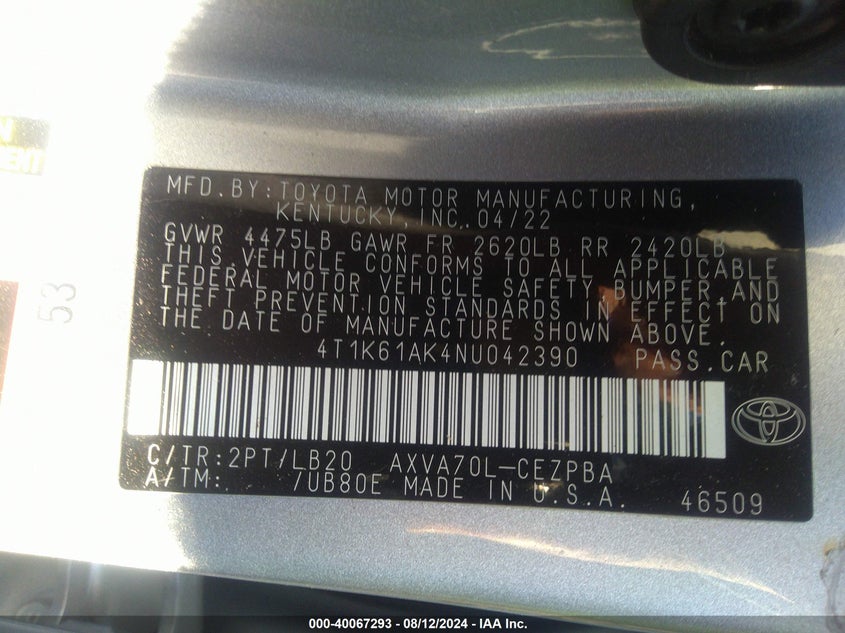 N
ENT
53
MFD. BY: TOYOTA MOTOR MANUFACTURING,
KENTUCKY, INC. 04/22
GVWR 4475LB GAWR FR 2620LB RR 2420LB
THIS VEHICLE CONFORMS TO ALL APPLICABLE
FEDERAL MOTOR VEHICLE SAFETY, BUMPER, AND
THEFT PREVENTION STANDARDS IN EFFECT ON
THE DATE OF MANUFACTURE SHOWN ABOVE.
4T1K61AK4NU042390 PASS. CAR
C/TR: 2PT/LB20 AXVA70L-CEZPBA
A/TM: /UB80E MADE IN U.S.A. 46509
000-40067293 - 08/12/2024 - IAA Inc.